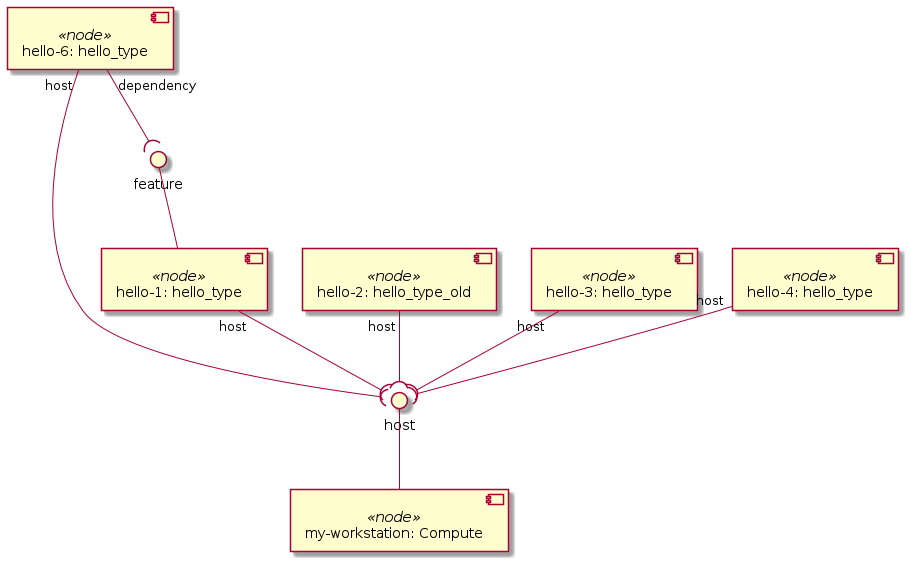 «node»
hello-6: hello_type
host
dependency
feature
«node»
hello-1: hello_type
«node»
hello-2: hello_type_old
«node»
hello-3: hello_type
«node»
hello-4: hello_type
host
host
host
host
host
«node»
my-workstation: Compute